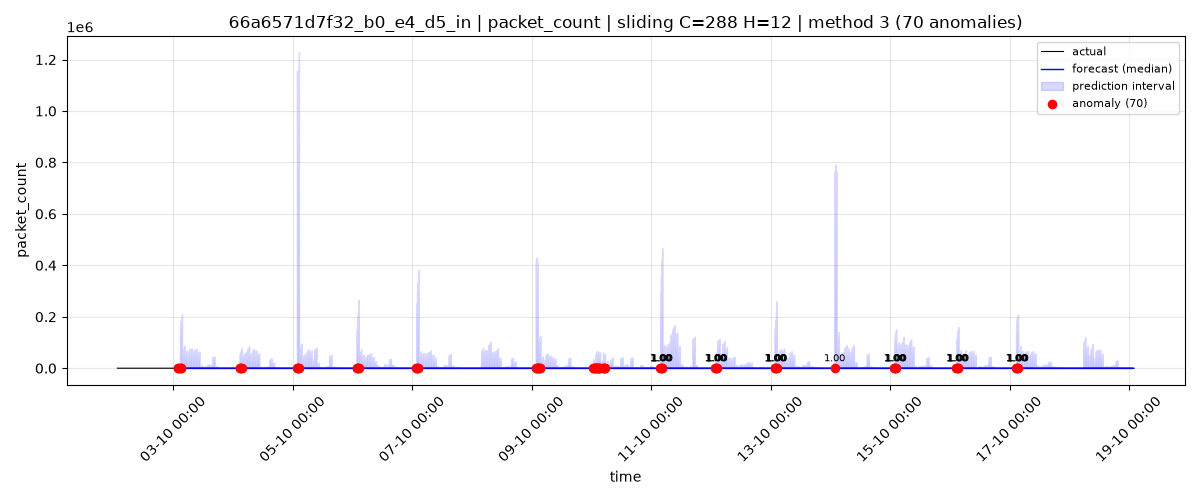 66a6571d7f32_b0_e4_d5_in | packet_count | sliding C=288 H=12 | method 3 (70 anomalies)
1e6
actual
forecast (median)
prediction interval
anomaly (70)
1.2
1.0
0.8
0.6
0.4
0.2
0.0
packet_count
1.00 1.00 1.00 1.00 1.00 1.00 1.00
03-10 00:00
05-10 00:00
07-10 00:00
09-10 00:00
11-10 00:00
13-10 00:00
15-10 00:00
17-10 00:00
19-10 00:00
time